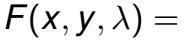 F(x, y, λ) =